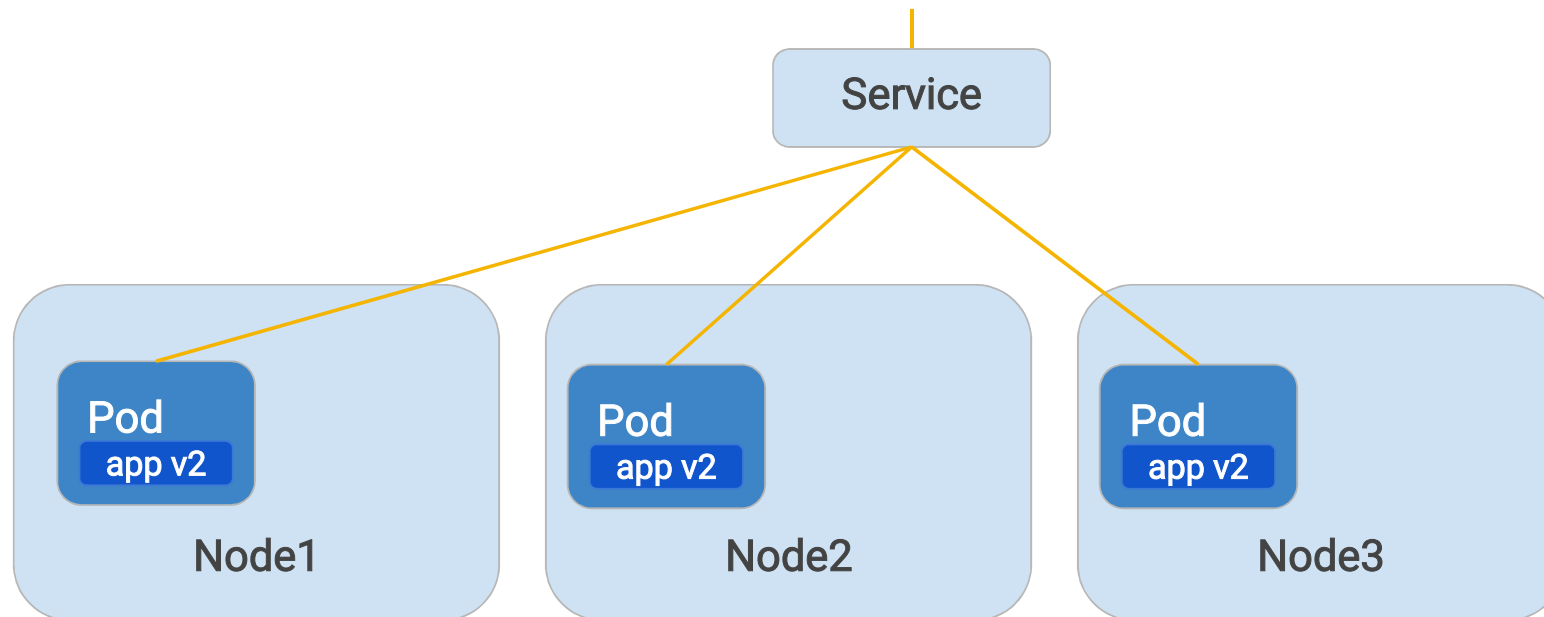 Service
Pod
app v2
Node1
Pod
app v2
Node2
Pod
app v2
Node3